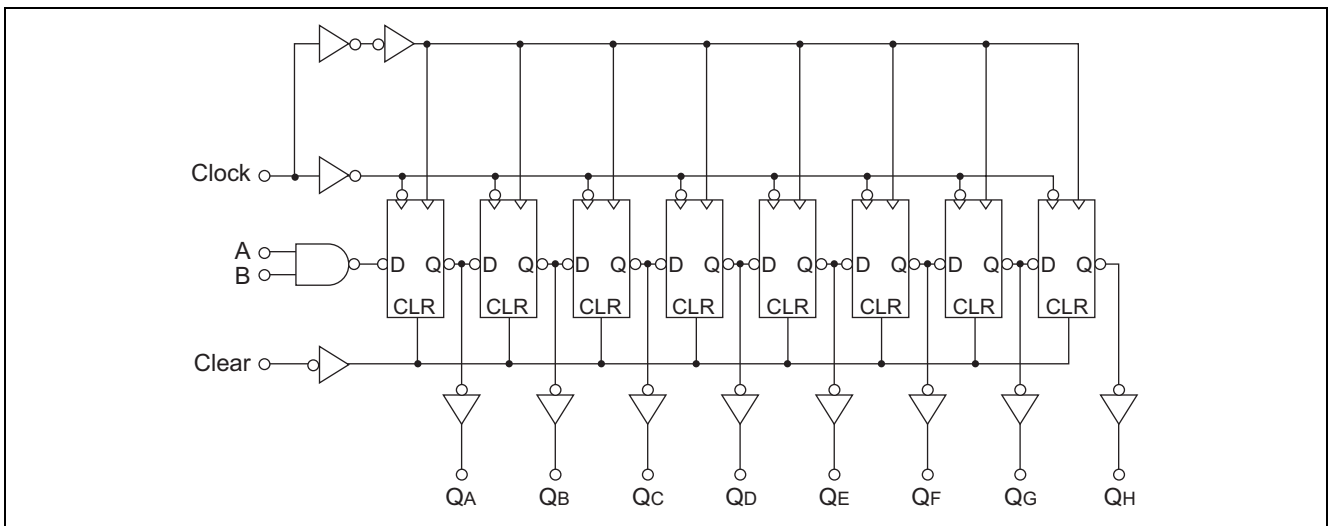 Clock
A
B
D Q D Q D Q D Q D Q D Q D Q D Q
CLR CLR CLR CLR CLR CLR CLR CLR
Clear
QA QB QC QD QE QF QG QH